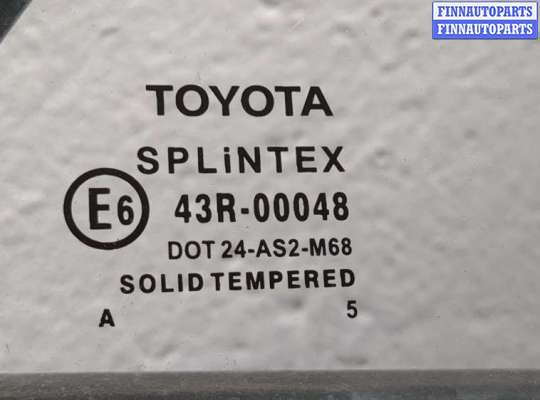 FINNAUTOPARTS
FINNAUTOPARTS
TOYOTA
SPLiNTEX
E6 43R-00048
DOT 24-AS2-M68
SOLID TEMPERED
A 5